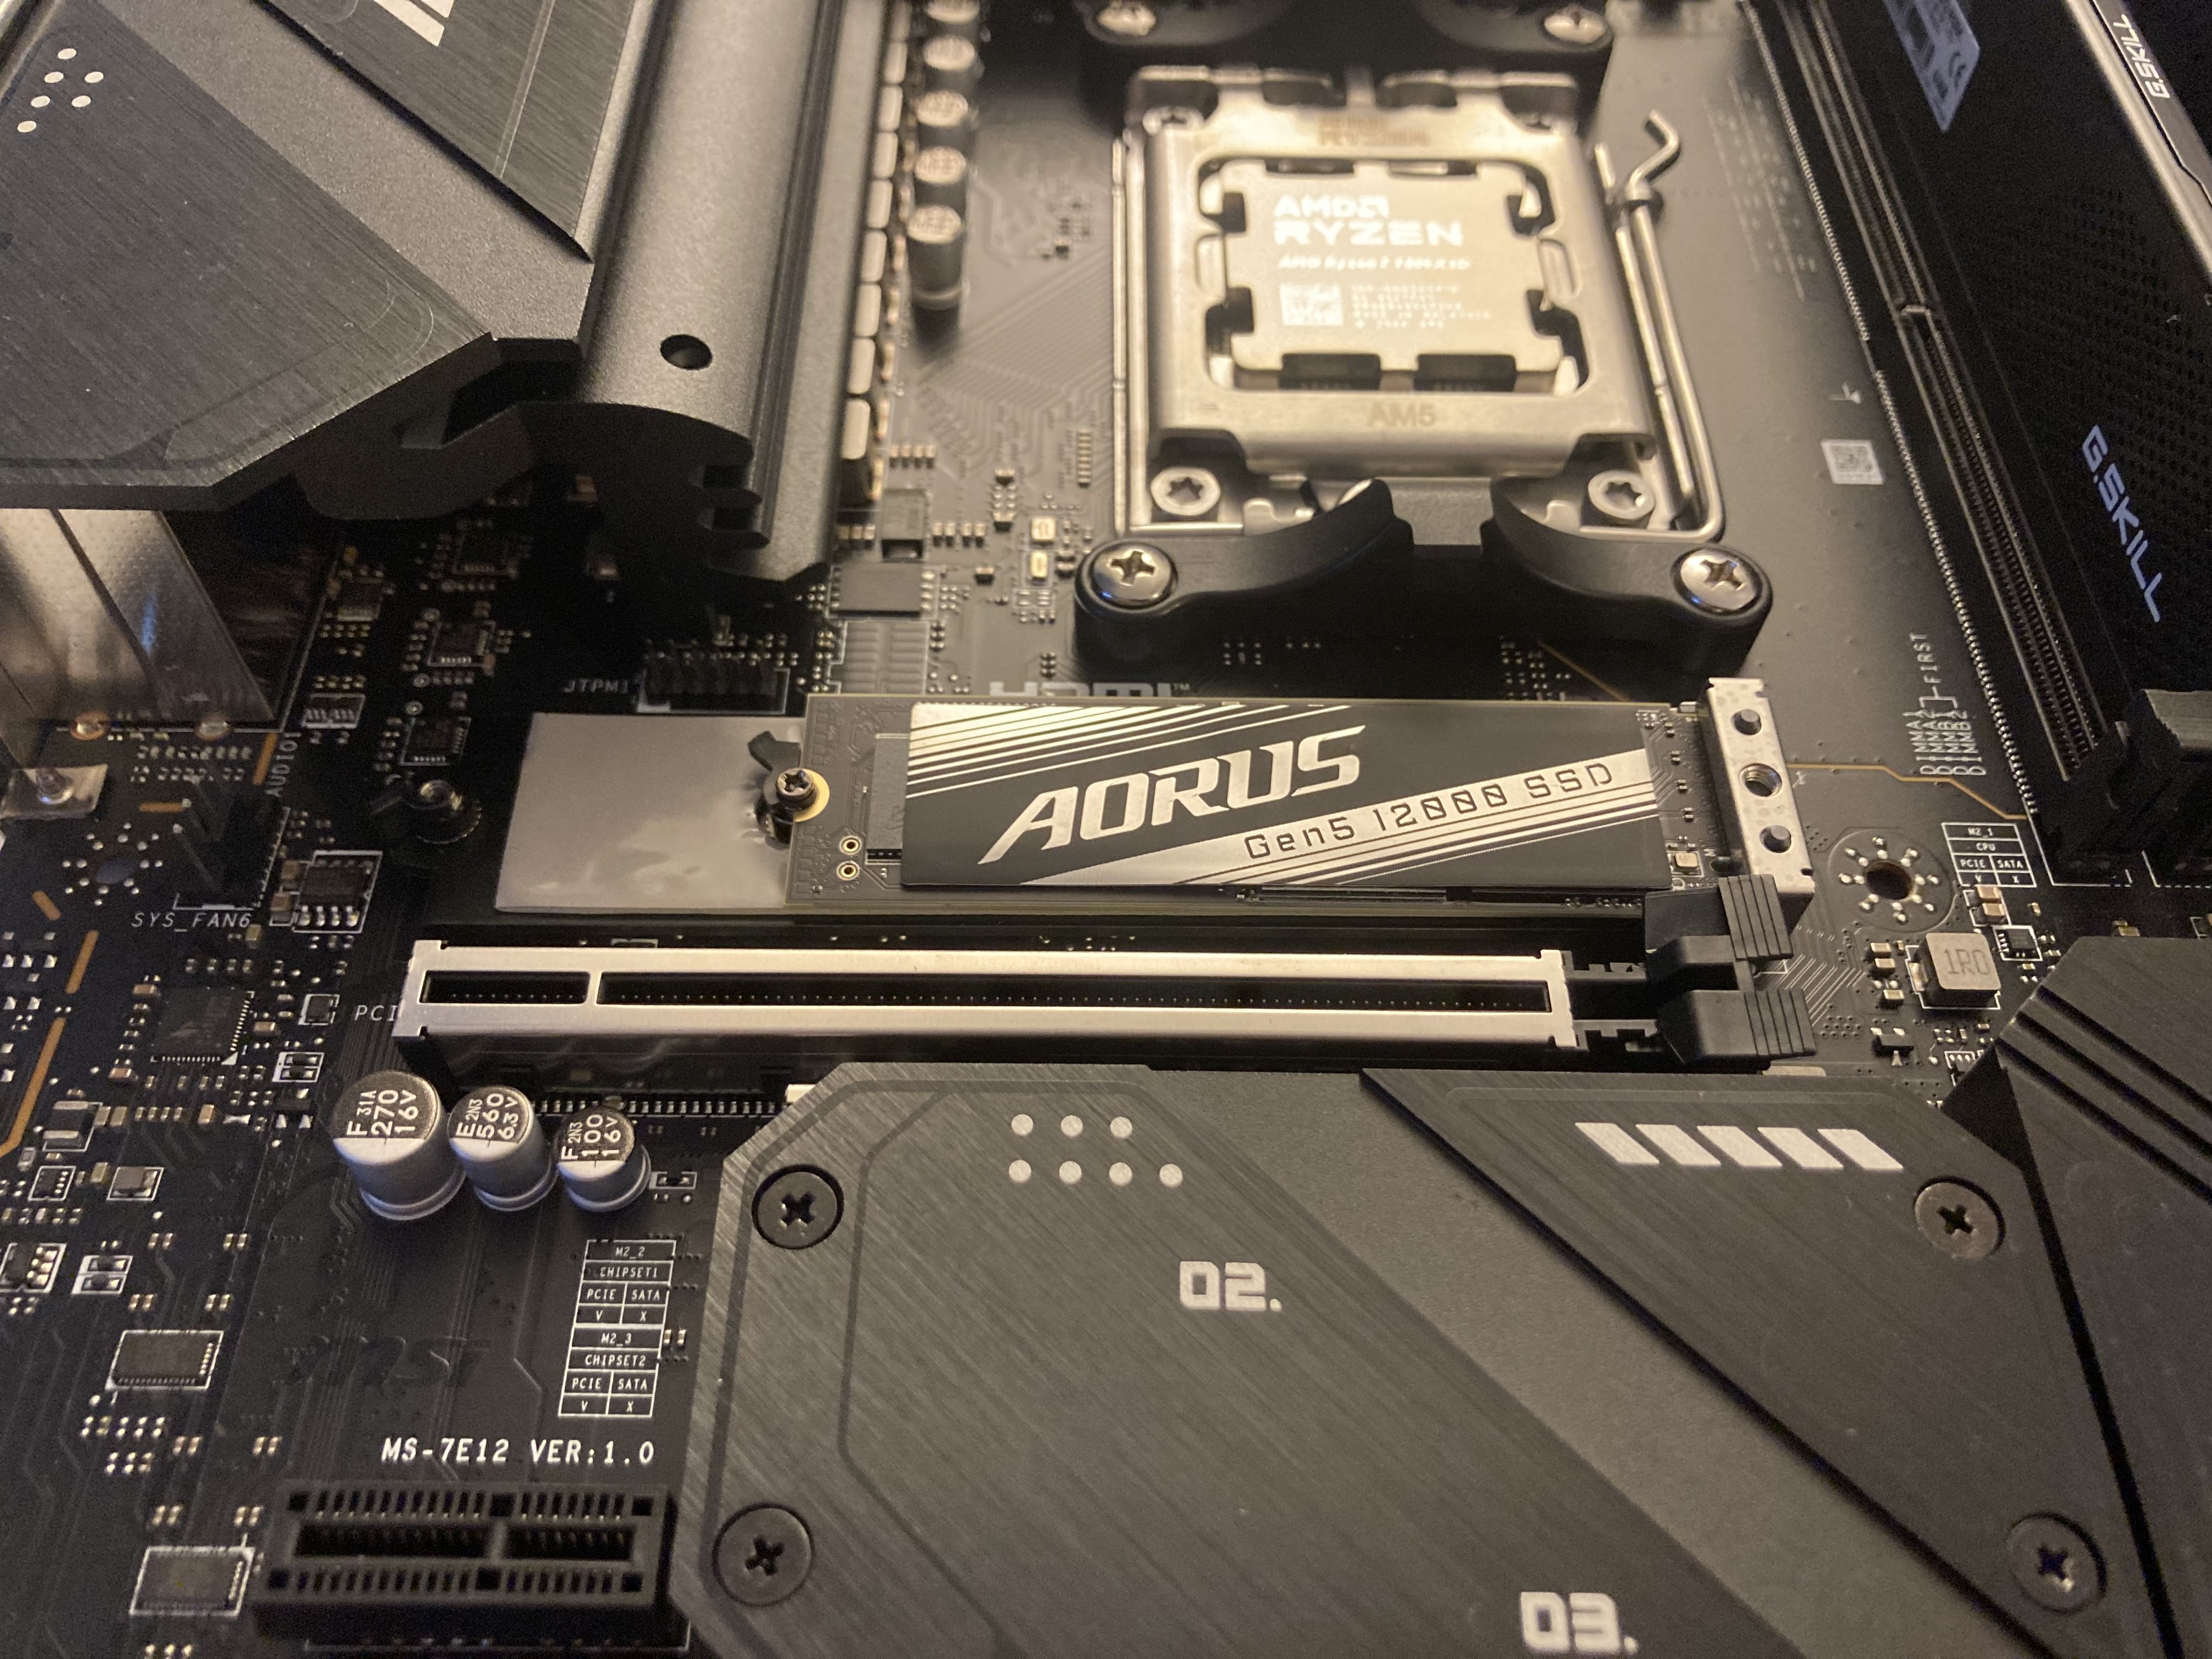 SYS_FAN6
AUDIO1
F 31A
270
16V
E 2N3
560
6.3 V
F 2N3
100
16V
MS-7E12 VER:1.0
M2_2
CHIPSET1
PCIE SATA
V X
M2_3
CHIPSET2
PCIE SATA
V X
JTPM1
AORUS
Gen5 12000 SSD
AMD
RYZEN
AM5
02.
03.
1R0
DIMMA1
DIMMA2
DIMMB1
DIMMB2
FIRST
M2_1
CPU
PCIE SATA
V X
G.SKILL
G.SKILL